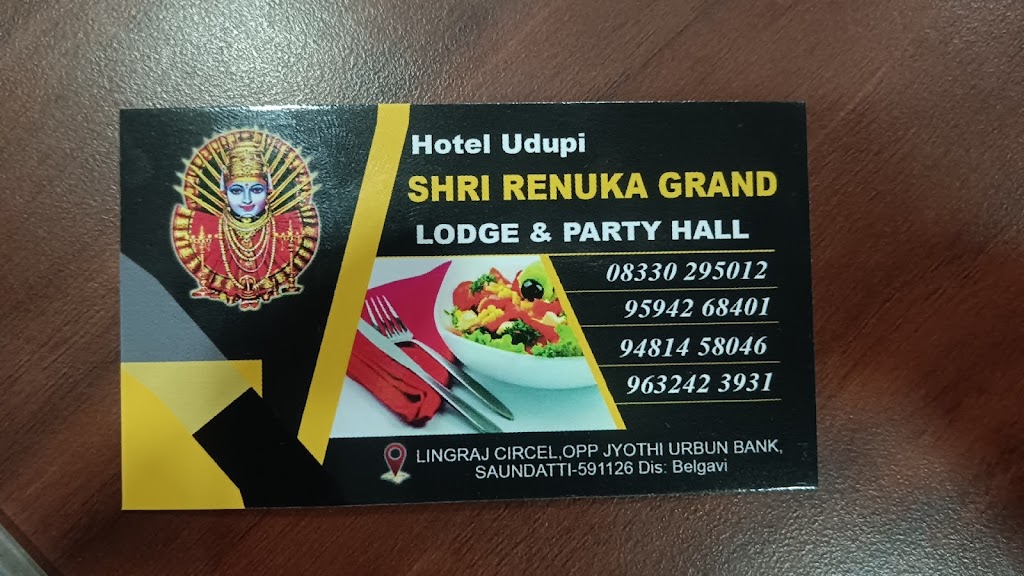 Hotel Udupi
SHRI RENUKA GRAND
LODGE & PARTY HALL
08330 295012
95942 68401
94814 58046
963242 3931
LINGRAJ CIRCEL,OPP JYOTHI URBUN BANK,
SAUNDATTI-591126 Dis: Belgavi